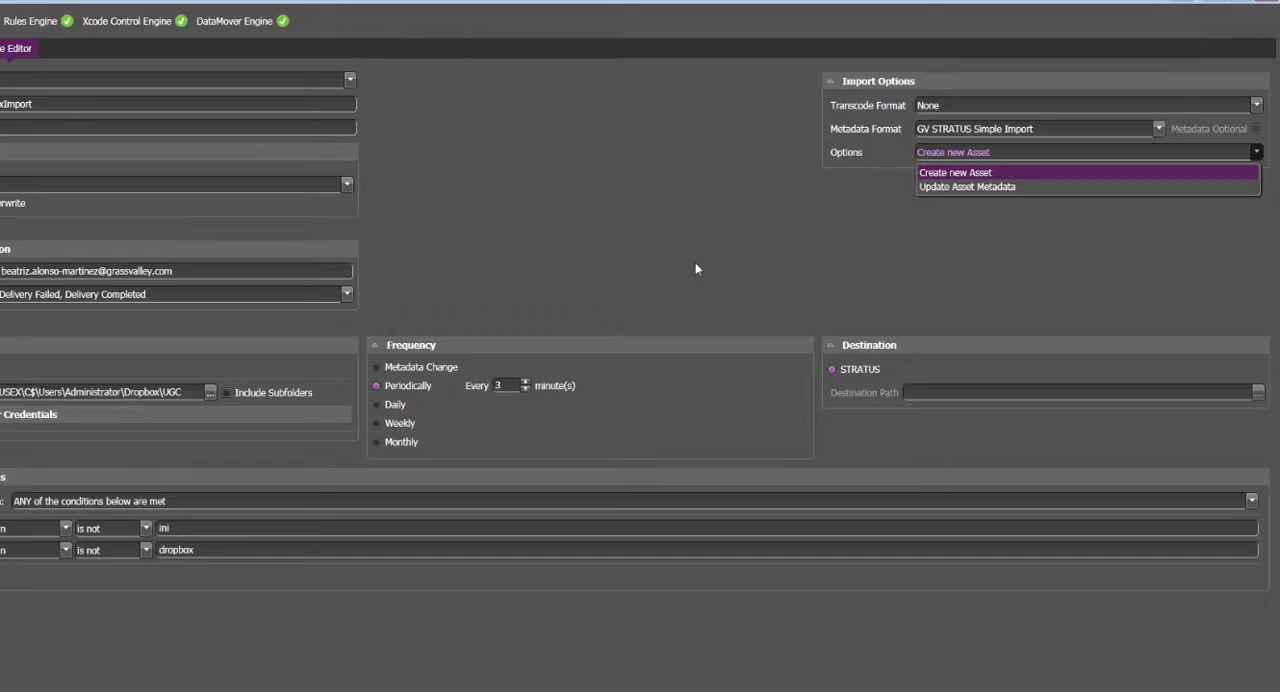 Rules Engine Xcode Control Engine DataMover Engine
e Editor
xImport
erwrite
on
beatriz.alonso-martinez@grassvalley.com
Delivery Failed, Delivery Completed
Import Options
Transcode Format None
Metadata Format GV STRATUS Simple Import Metadata Optional
Options Create new Asset
Create new Asset
Update Asset Metadata
USEX\C$\Users\Administrator\Dropbox\UGC ... Include Subfolders
r Credentials
Frequency
Metadata Change
Periodically Every 3 minute(s)
Daily
Weekly
Monthly
Destination
STRATUS
Destination Path ...
s
: ANY of the conditions below are met
n is not ini
n is not dropbox